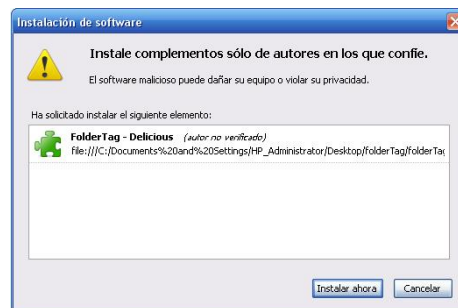 Instalación de software
Instale complementos sólo de autores en los que confíe.
El software malicioso puede dañar su equipo o violar su privacidad.
Ha solicitado instalar el siguiente elemento:
FolderTag - Delicious (autor no verificado)
file:///C:/Documents%20and%20Settings/HP_Administrator/Desktop/folderTag/folderTag
Instalar ahora
Cancelar